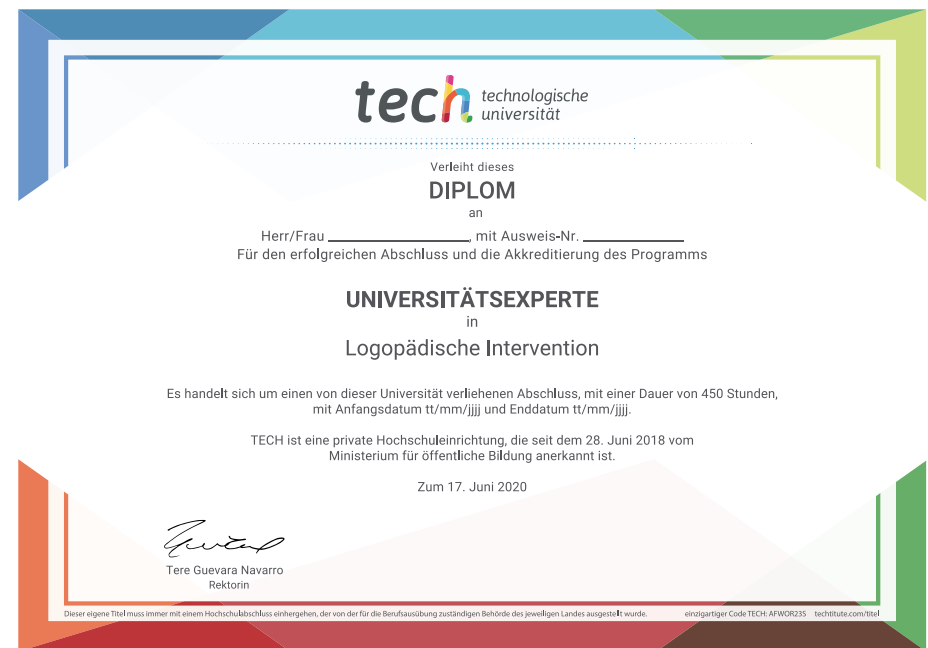 tech technologische
universität
Verleiht dieses
DIPLOM
an
Herr/Frau ___________________, mit Ausweis-Nr. ______________
Für den erfolgreichen Abschluss und die Akkreditierung des Programms
UNIVERSITÄTSEXPERTE
in
Logopädische Intervention
Es handelt sich um einen von dieser Universität verliehenen Abschluss, mit einer Dauer von 450 Stunden,
mit Anfangsdatum tt/mm/jjjj und Enddatum tt/mm/jjjj.
TECH ist eine private Hochschuleinrichtung, die seit dem 28. Juni 2018 vom
Ministerium für öffentliche Bildung anerkannt ist.
Zum 17. Juni 2020
Tere Guevara Navarro
Rektorin
Dieser eigene Titel muss immer mit einem Hochschulabschluss einhergehen, der von der für die Berufsausübung zuständigen Behörde des jeweiligen Landes ausgestellt wurde. einzigartiger Code TECH: AFWOR23S techtitute.com/titel